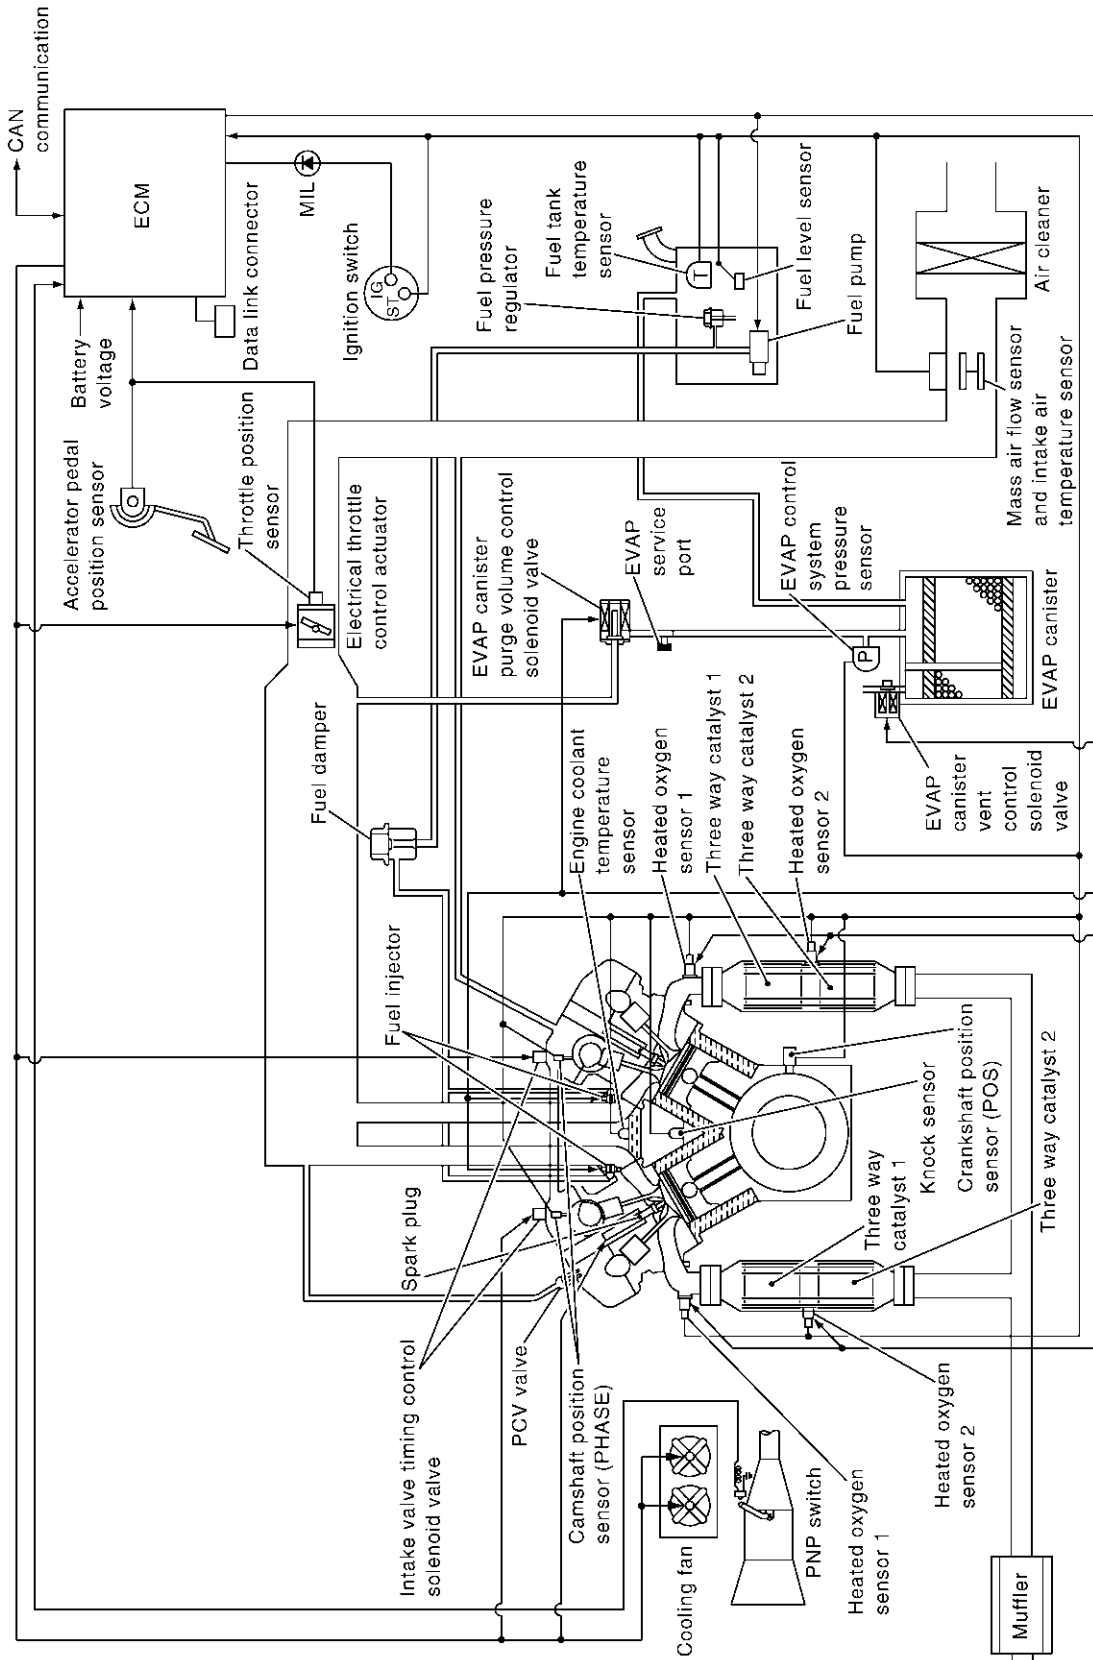 CAN
communication
ECM
MIL
Battery
voltage
Data link connector
Ignition switch
IG
ST
Accelerator pedal
position sensor
Throttle position
sensor
Electrical throttle
control actuator
Fuel pressure
regulator
Fuel tank
temperature
sensor
T
Fuel level sensor
Fuel pump
Air cleaner
Mass air flow sensor
and intake air
temperature sensor
EVAP canister
purge volume control
solenoid valve
EVAP
service
port
EVAP control
system
pressure
sensor
P
EVAP canister
EVAP
canister
vent
control
solenoid
valve
Fuel damper
Fuel injector
Engine coolant
temperature
sensor
Heated oxygen
sensor 1
Three way catalyst 1
Three way catalyst 2
Heated oxygen
sensor 2
Spark plug
PCV valve
Intake valve timing control
solenoid valve
Camshaft position
sensor (PHASE)
Knock sensor
Crankshaft position
sensor (POS)
Three way
catalyst 1
Three way catalyst 2
Heated oxygen
sensor 2
Heated oxygen
sensor 1
Cooling fan
PNP switch
Muffler